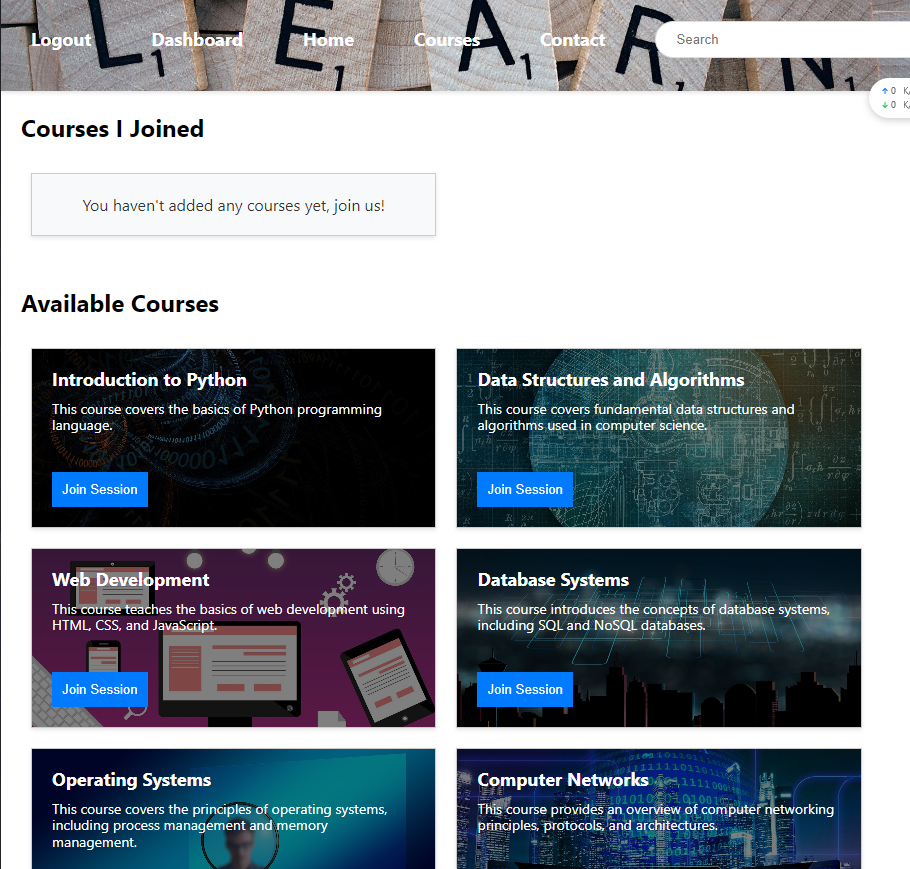 Logout Dashboard Home Courses Contact Search
0 K/
0 K/
Courses I Joined
You haven't added any courses yet, join us!
Available Courses
Introduction to Python
This course covers the basics of Python programming
language.
Join Session
Data Structures and Algorithms
This course covers fundamental data structures and
algorithms used in computer science.
Join Session
Web Development
This course teaches the basics of web development using
HTML, CSS, and JavaScript.
Join Session
Database Systems
This course introduces the concepts of database systems,
including SQL and NoSQL databases.
Join Session
Operating Systems
This course covers the principles of operating systems,
including process management and memory
management.
Computer Networks
This course provides an overview of computer networking
principles, protocols, and architectures.